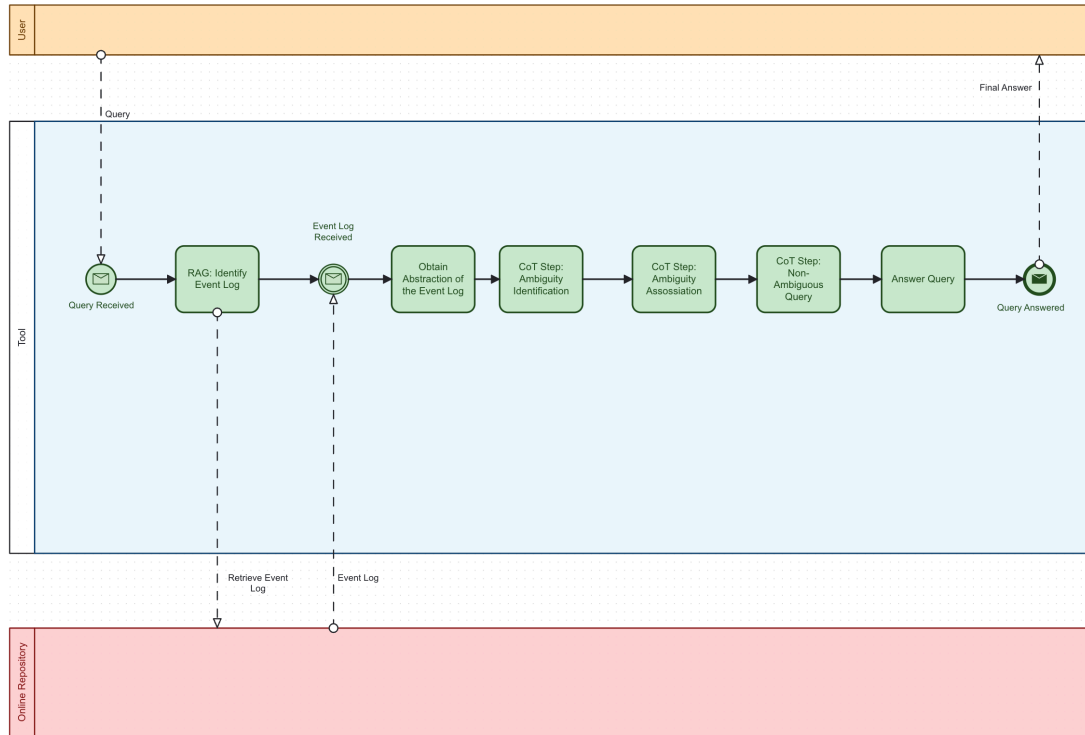 User
Final Answer
Query
Tool
Event Log
Received
RAG: Identify
Event Log
Obtain
Abstraction of
the Event Log
CoT Step:
Ambiguity
Identification
CoT Step:
Ambiguity
Assossiation
CoT Step:
Non-
Ambiguous
Query
Answer Query
Query Received
Query Answered
Retrieve Event
Log
Event Log
Online Repository